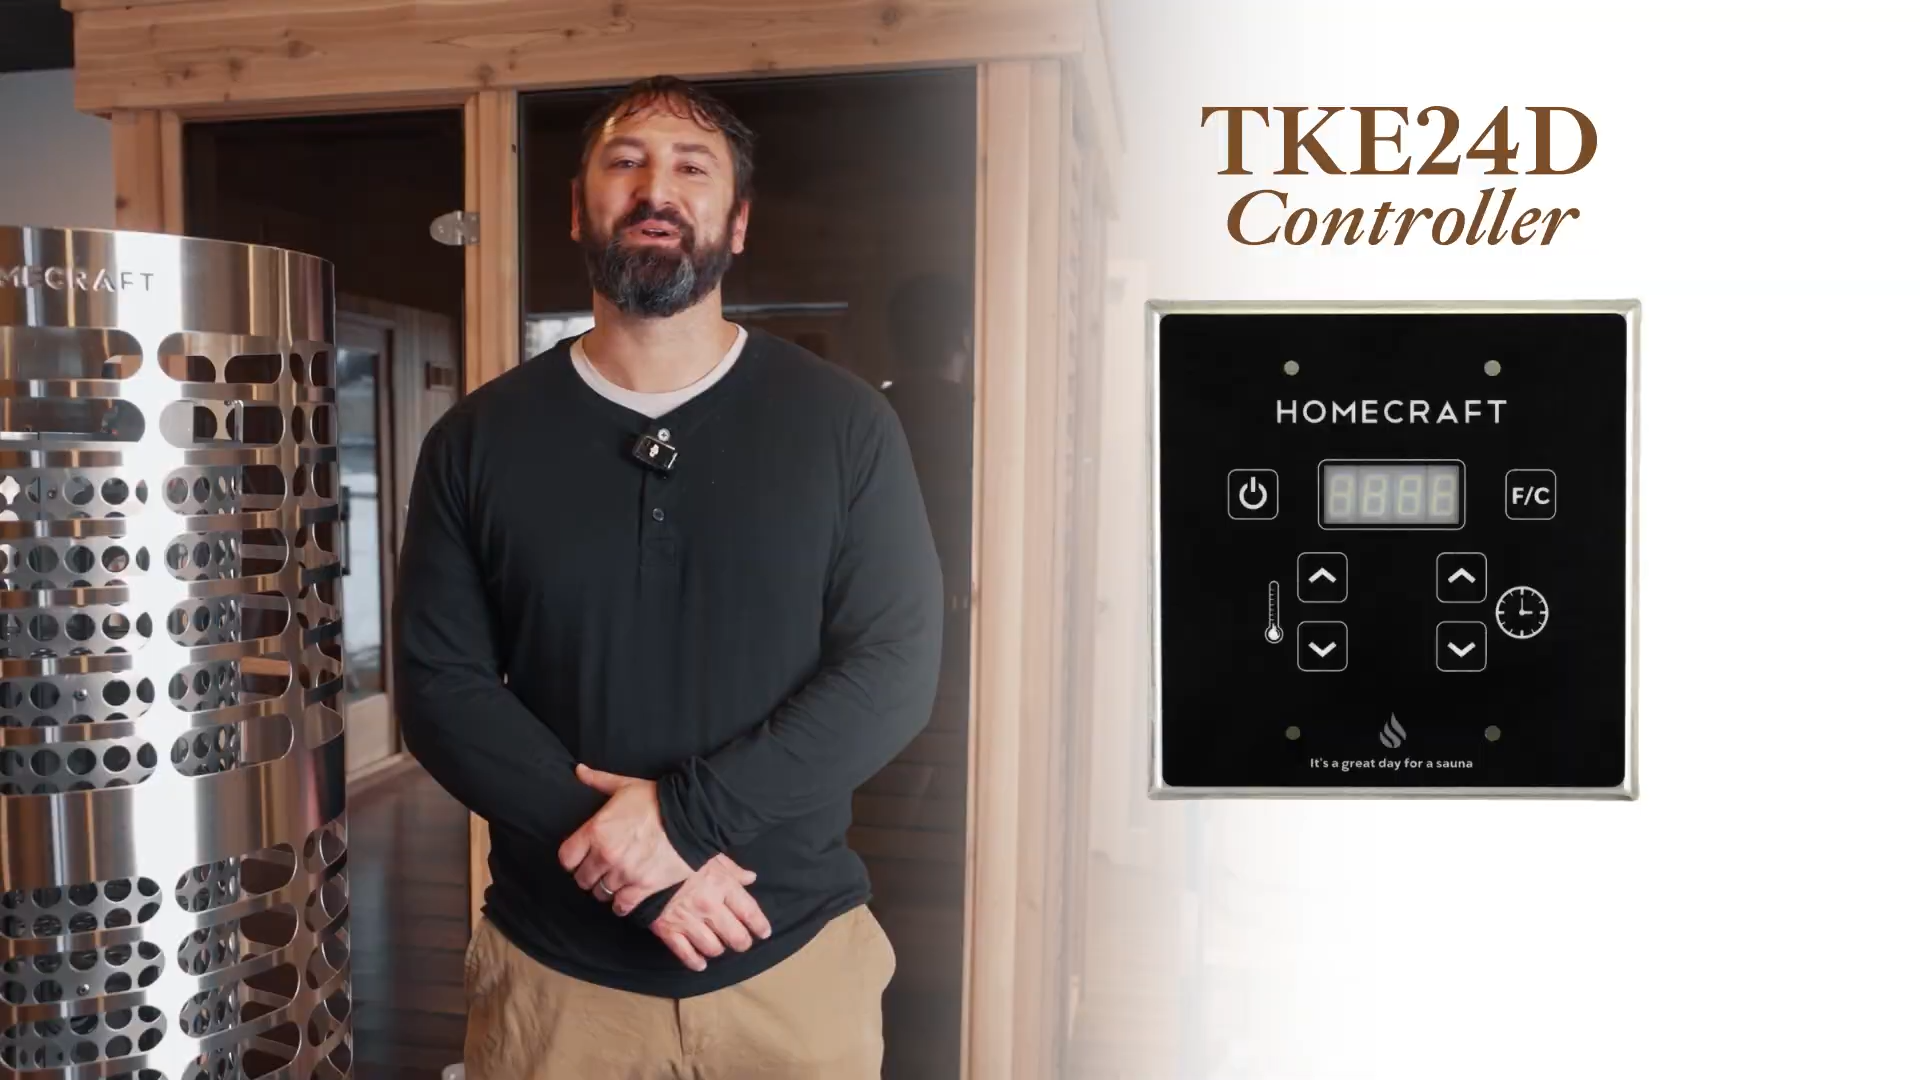 TKE24D
Controller
MECRAFT
HOMECRAFT
F/C
It's a great day for a sauna